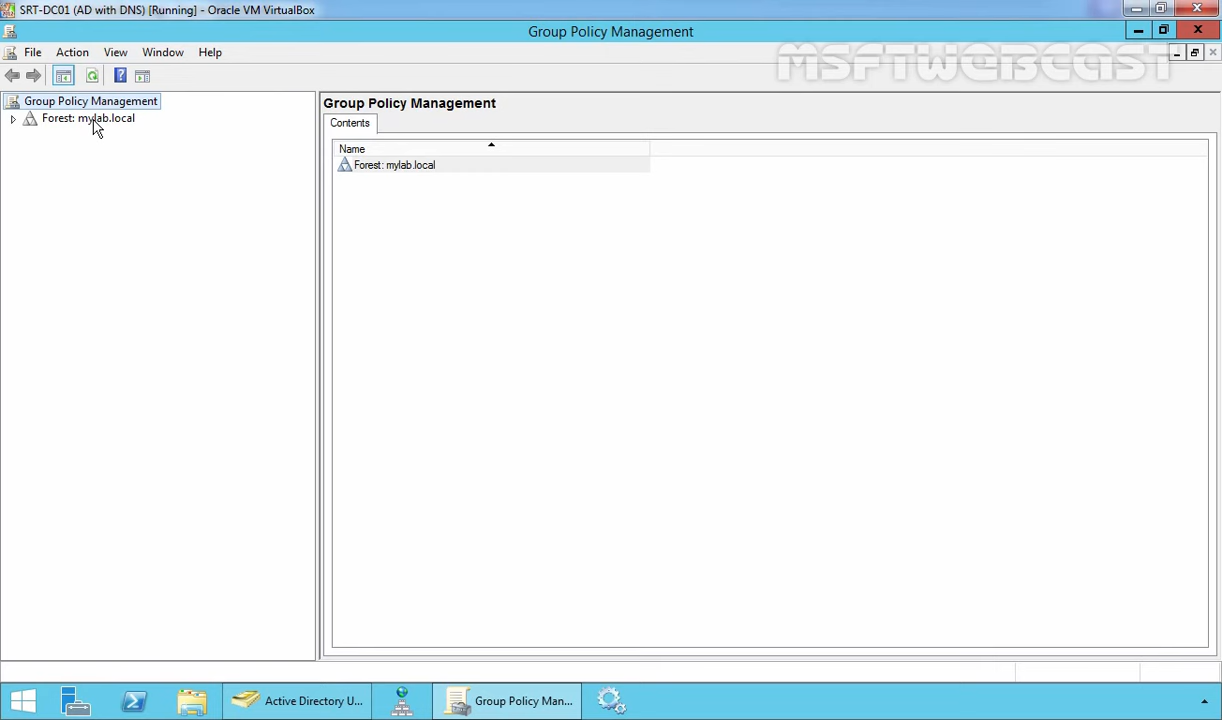 SRT-DC01 (AD with DNS) [Running] - Oracle VM VirtualBox
Group Policy Management
File Action View Window Help
MSFTWEBCAST
Group Policy Management
Forest: mylab.local
Group Policy Management
Contents
Name
Forest: mylab.local
Active Directory U...
Group Policy Man...